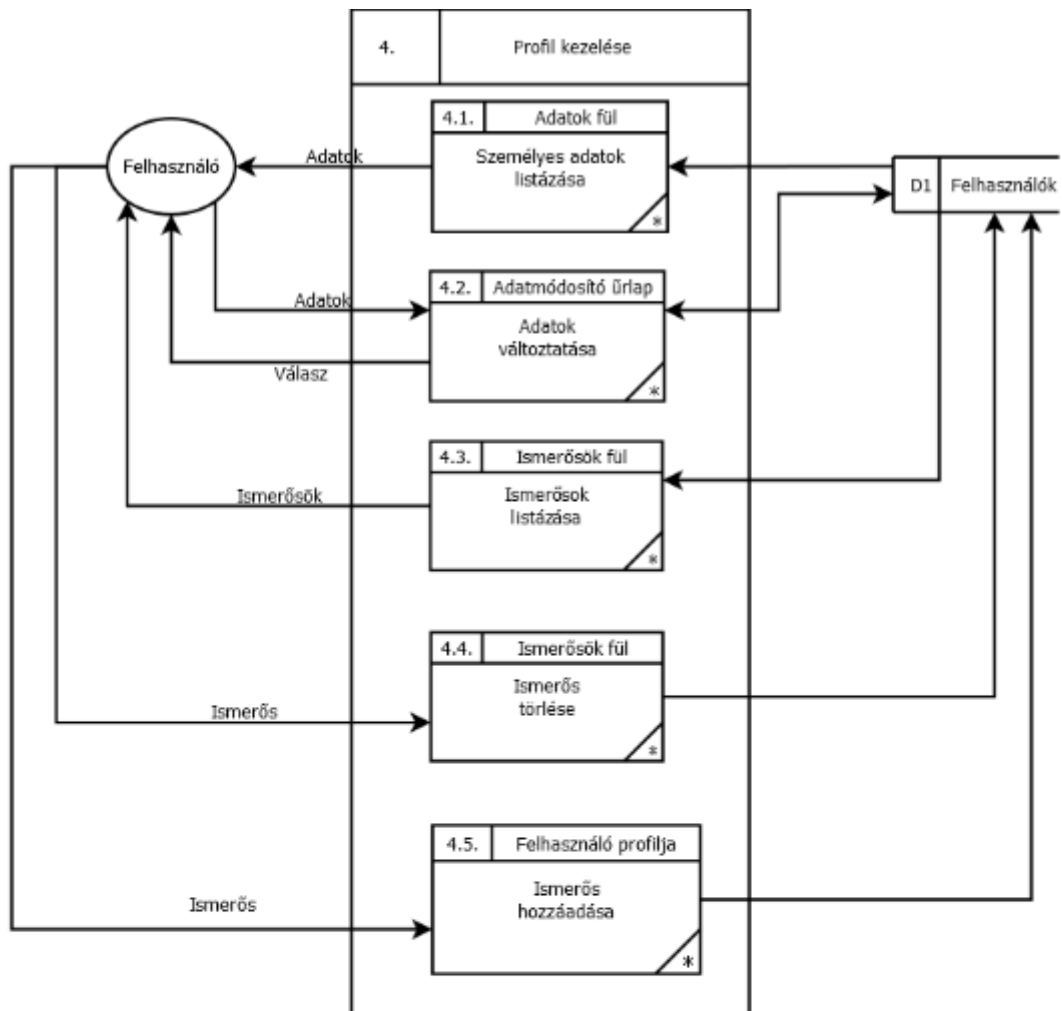 4. Profil kezelése
4.1. Adatok fül
Személyes adatok
listázása
*
Felhasználó
Adatok
D1 Felhasználók
4.2. Adatmódosító űrlap
Adatok
változtatása
*
Adatok
Válasz
4.3. Ismerősök fül
Ismerősok
listázása
*
Ismerősök
4.4. Ismerősök fül
Ismerős
törlése
*
Ismerős
4.5. Felhasználó profilja
Ismerős
hozzáadása
*
Ismerős